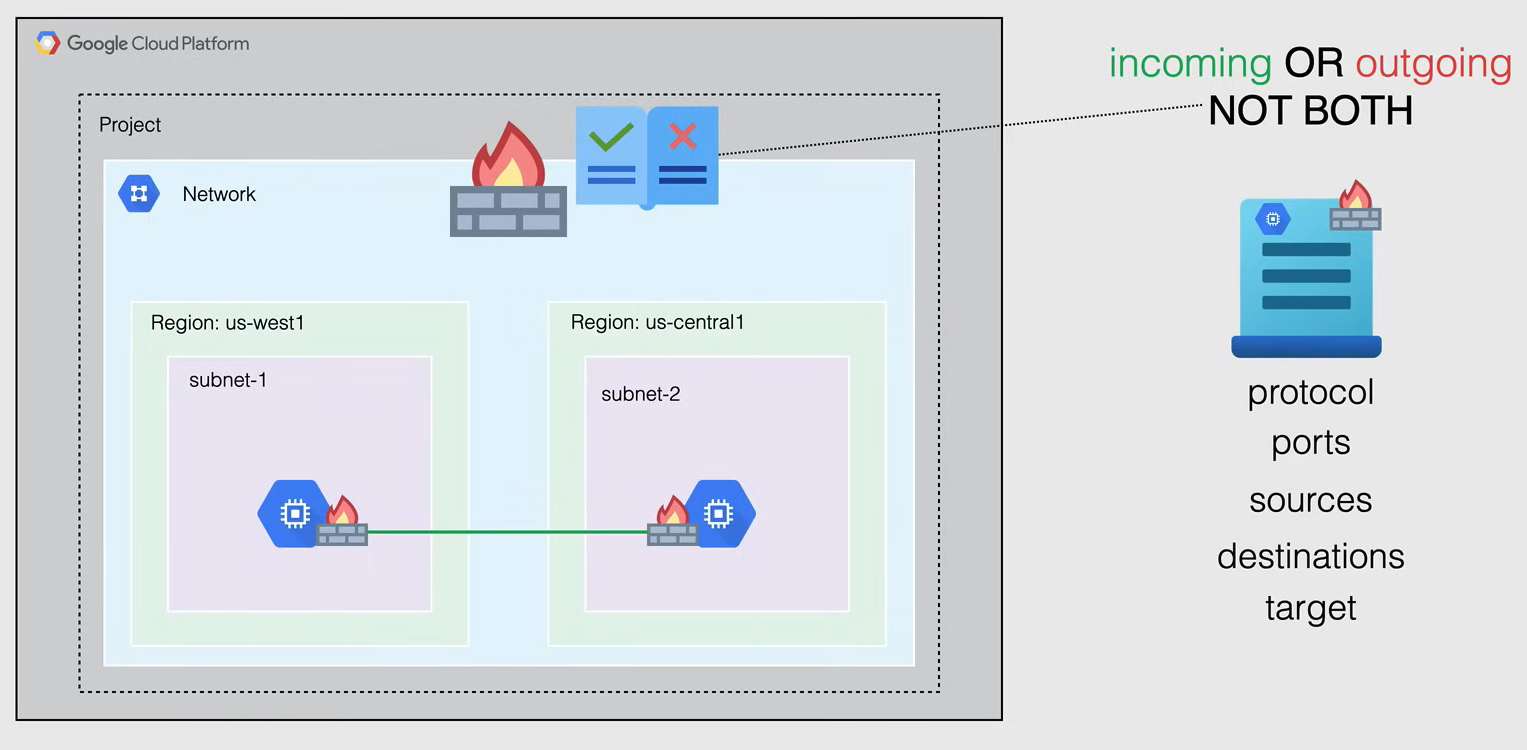 Google Cloud Platform
incoming OR outgoing
NOT BOTH
Project
Network
Region: us-west1
Region: us-central1
subnet-1
subnet-2
protocol
ports
sources
destinations
target